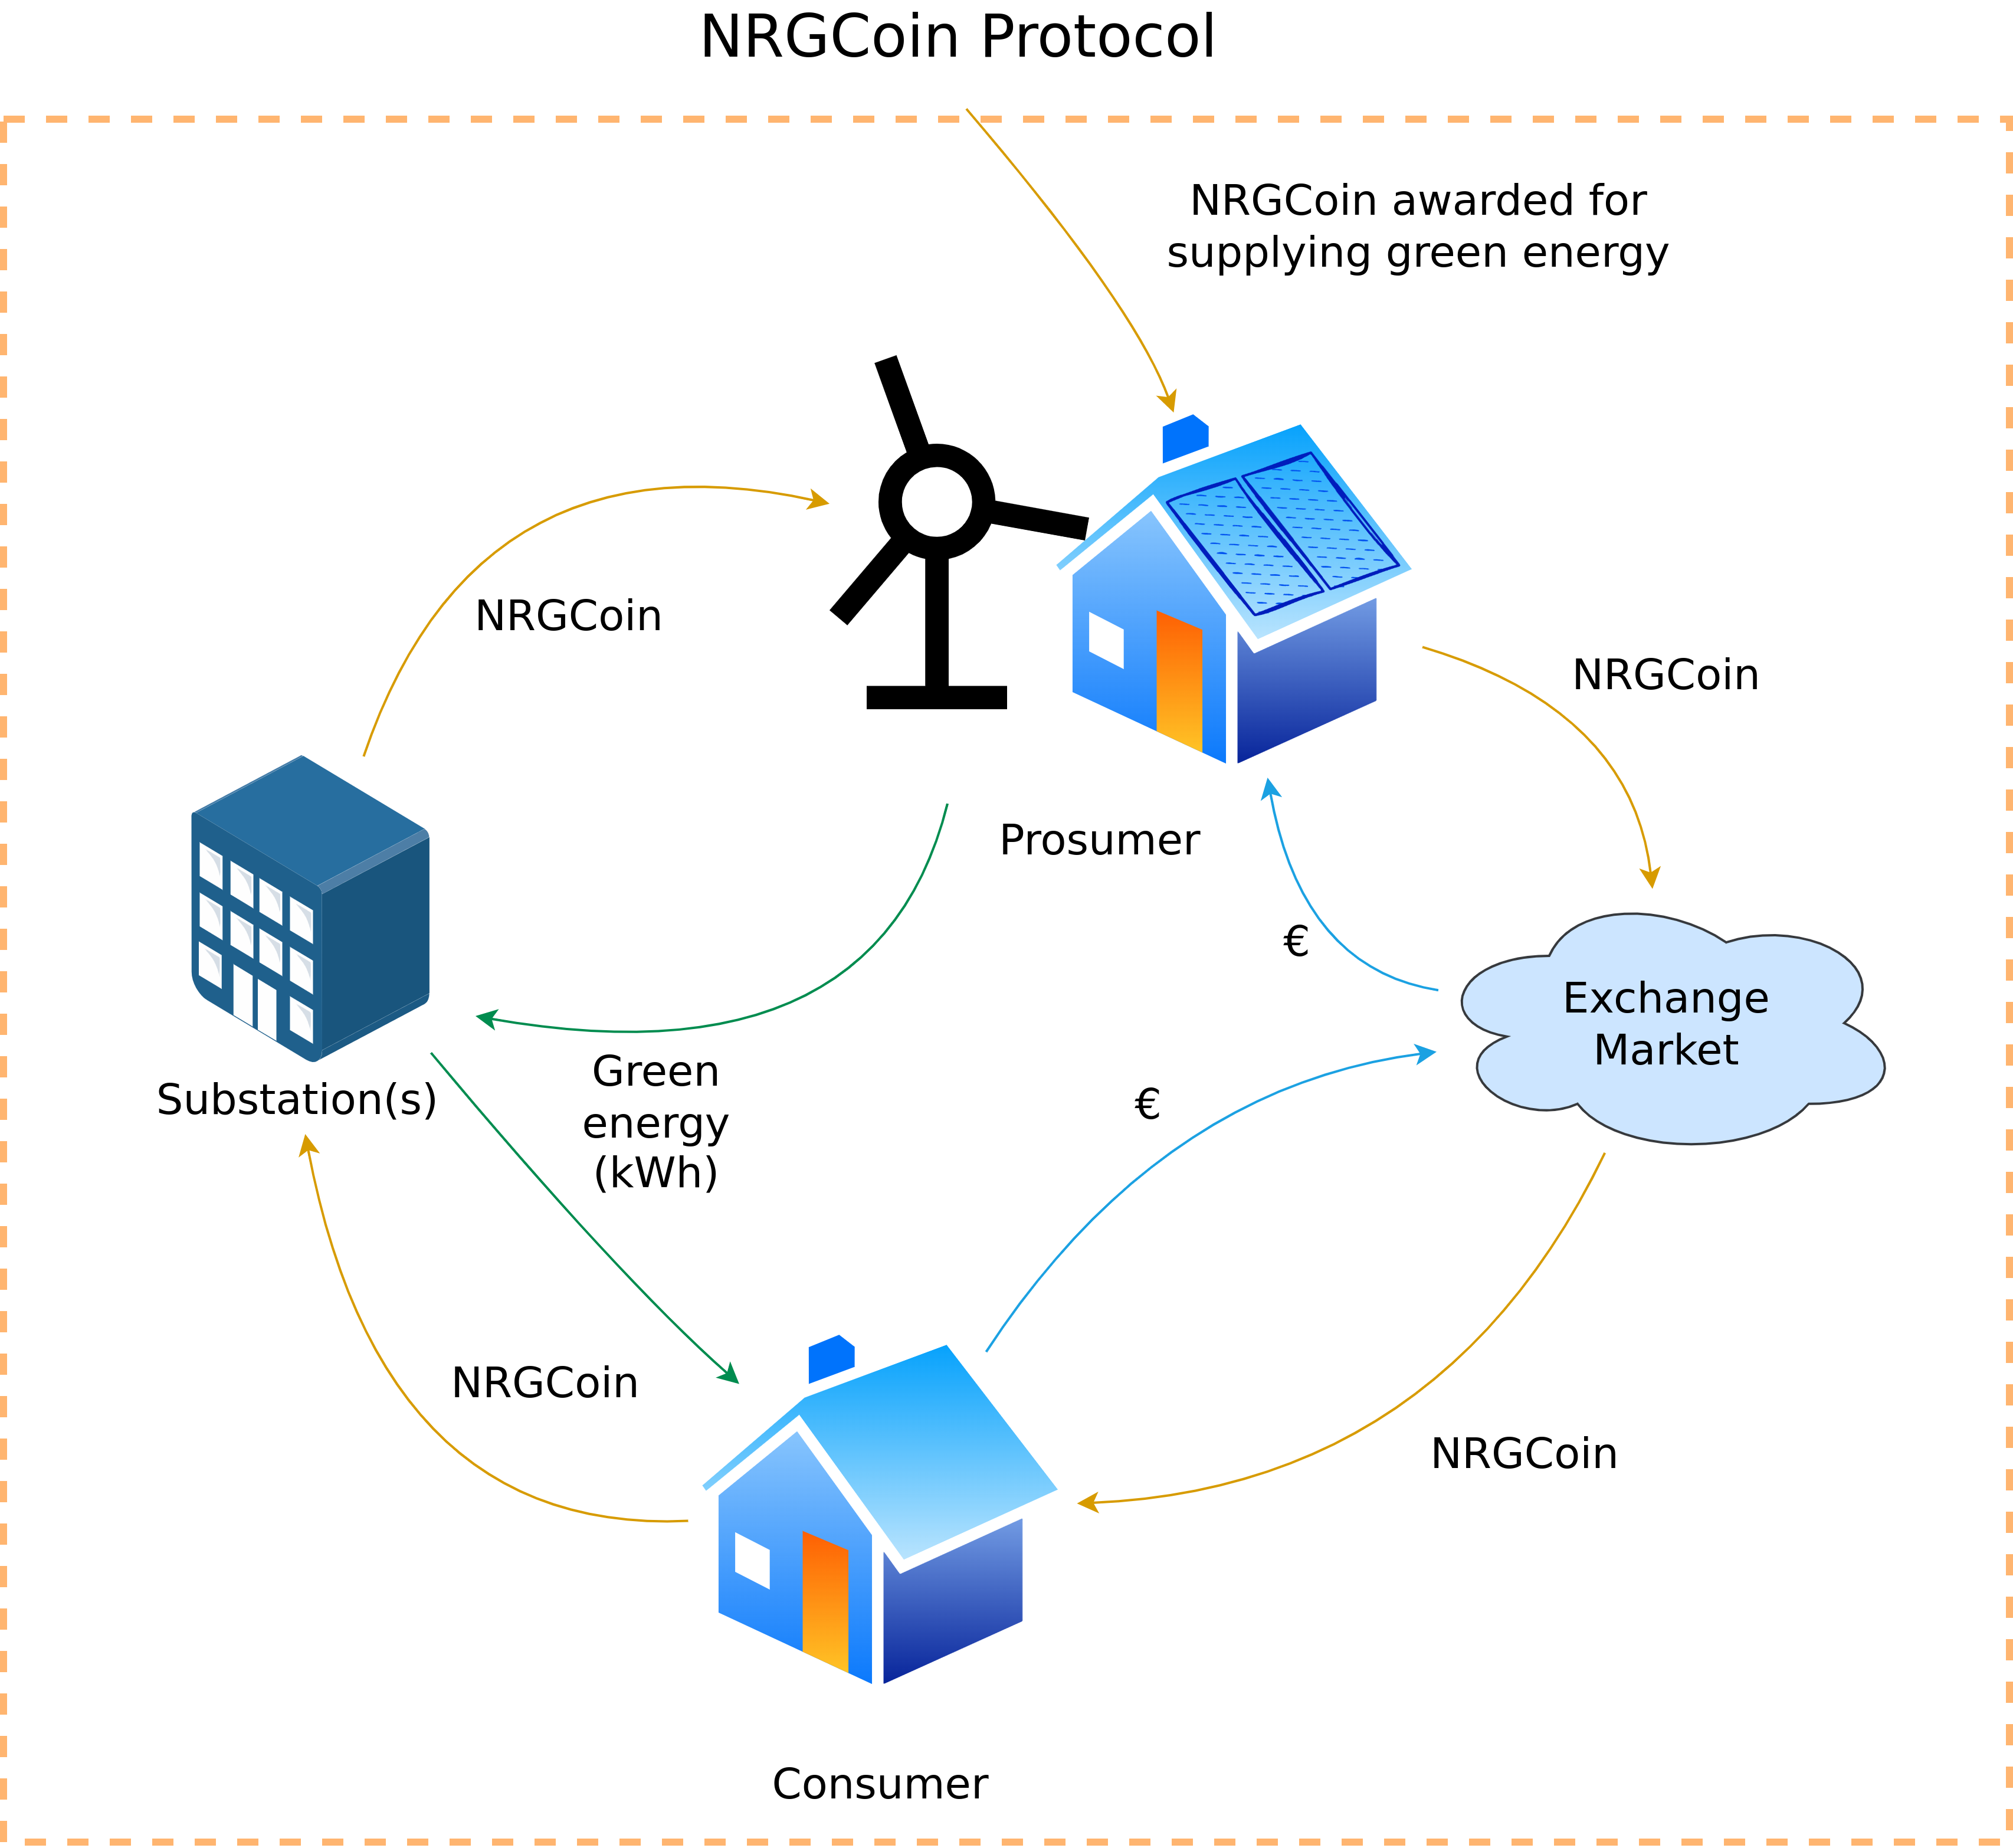 NRGCoin Protocol
NRGCoin awarded for
supplying green energy
NRGCoin
NRGCoin
Prosumer
€
Exchange
Market
Substation(s)
Green
energy
(kWh)
€
NRGCoin
NRGCoin
Consumer